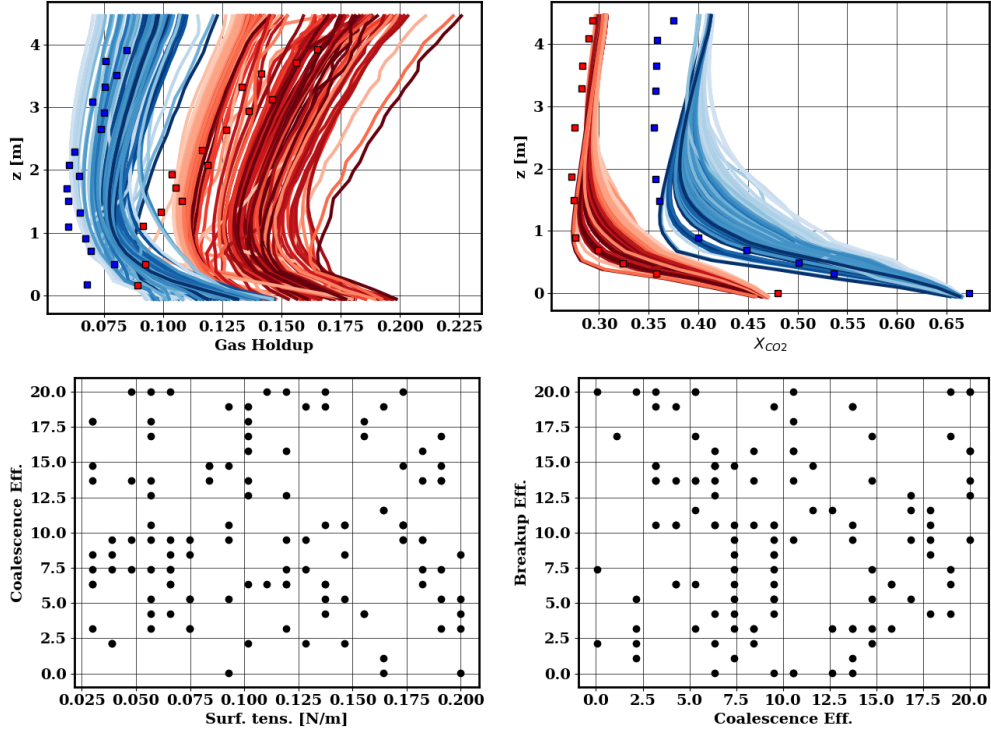 z [m]
4
3
2
1
0
0.075 0.100 0.125 0.150 0.175 0.200 0.225
Gas Holdup
z [m]
4
3
2
1
0
0.30 0.35 0.40 0.45 0.50 0.55 0.60 0.65
X_{CO2}
Coalescence Eff.
20.0
17.5
15.0
12.5
10.0
7.5
5.0
2.5
0.0
0.025 0.050 0.075 0.100 0.125 0.150 0.175 0.200
Surf. tens. [N/m]
Breakup Eff.
20.0
17.5
15.0
12.5
10.0
7.5
5.0
2.5
0.0
0.0 2.5 5.0 7.5 10.0 12.5 15.0 17.5 20.0
Coalescence Eff.